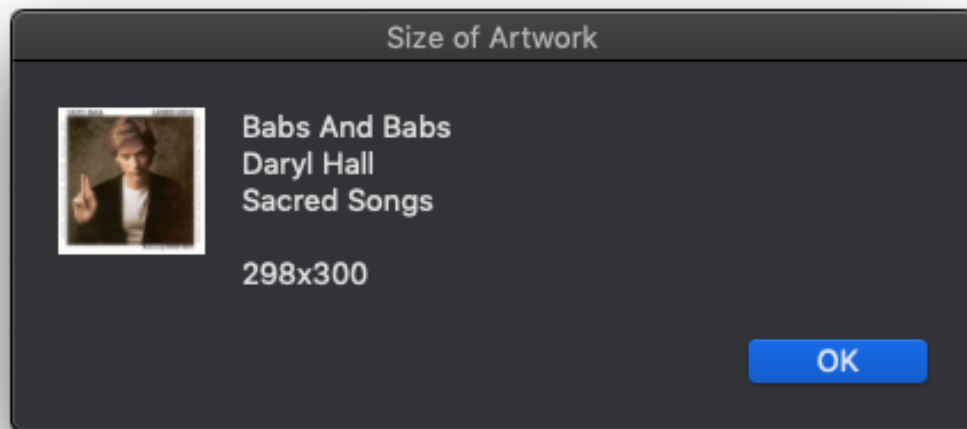 Size of Artwork
Babs And Babs
Daryl Hall
Sacred Songs
298x300
OK